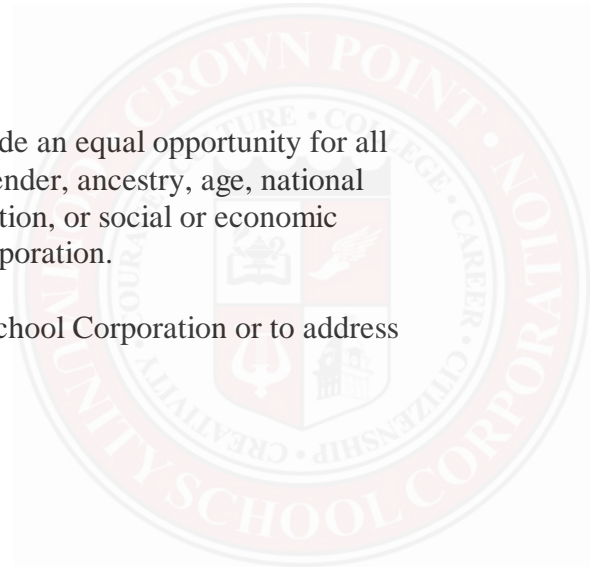 de an equal opportunity for all
ender, ancestry, age, national
tion, or social or economic
poration.
chool Corporation or to address
CROWN POINT • COMMUNITY SCHOOL CORPORATION
CULTURE • COLLEGE • CAREER • CITIZENSHIP • CREATIVITY • COURAGE